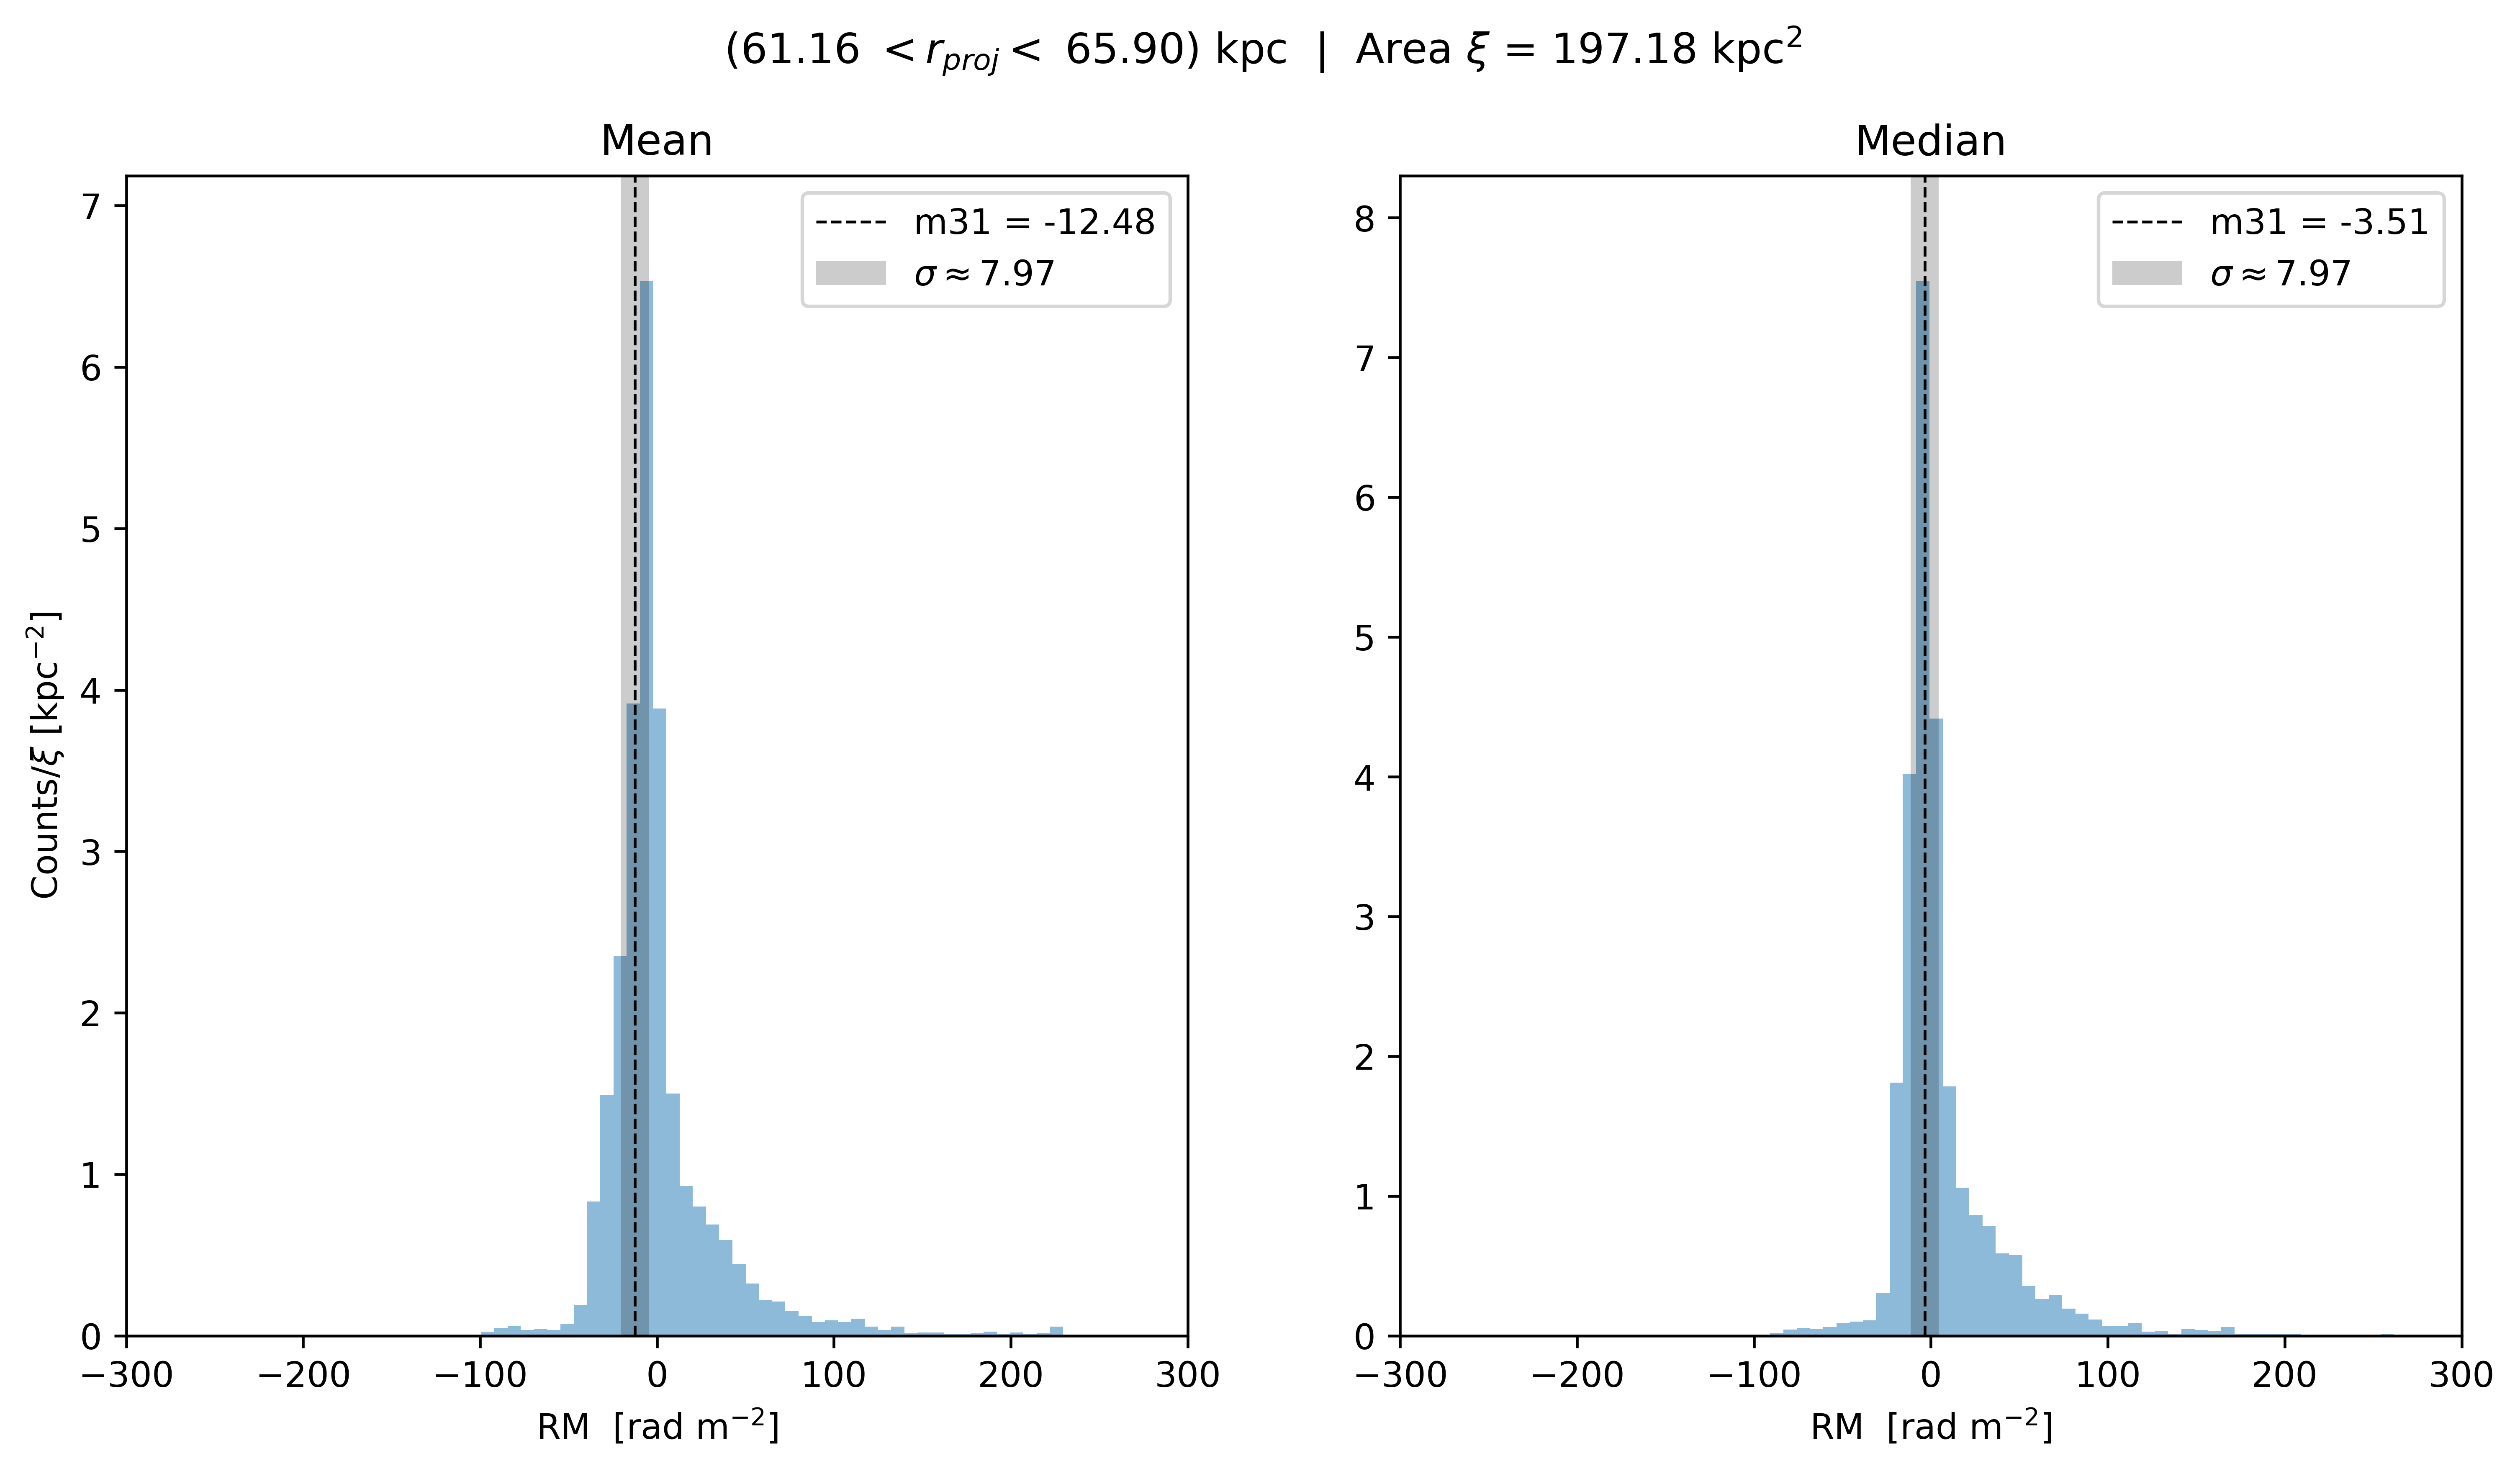 (61.16 < r_proj < 65.90) kpc | Area ξ = 197.18 kpc²
Mean
Median
m31 = -12.48
σ ≈ 7.97
m31 = -3.51
σ ≈ 7.97
Counts/ξ [kpc⁻²]
7
6
5
4
3
2
1
0
−300 −200 −100 0 100 200 300
RM [rad m⁻²]
8
7
6
5
4
3
2
1
0
−300 −200 −100 0 100 200 300
RM [rad m⁻²]